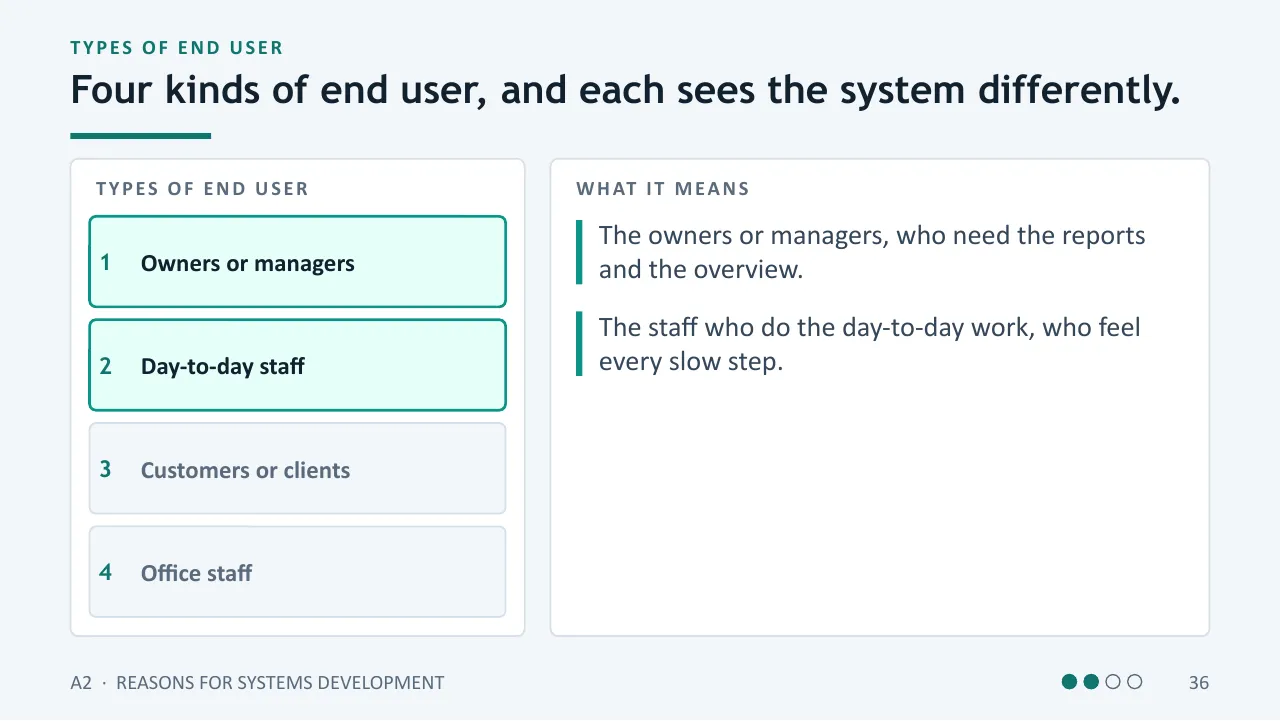 TYPES OF END USER
Four kinds of end user, and each sees the system differently.
TYPES OF END USER
1 Owners or managers
2 Day-to-day staff
3 Customers or clients
4 Office staff
WHAT IT MEANS
The owners or managers, who need the reports
and the overview.
The staff who do the day-to-day work, who feel
every slow step.
A2 · REASONS FOR SYSTEMS DEVELOPMENT
36